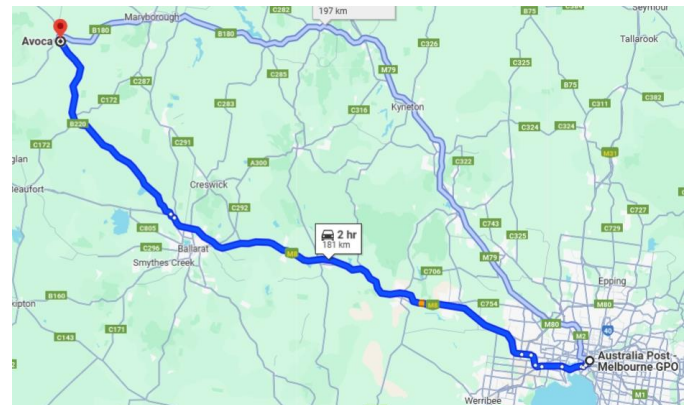 C282
197 km
B75
Seymour
Maryborough
B180
B180
Avoca
C326
Tallarook
C325
M79
C287
C285
B75
C283
C172
C311
C382
C316
Kyneton
B220
C324
C324
C172
C291
M31
A300
C322
Beaufort
Creswick
C727
C292
2 hr
181 km
C743
C805
C325
C729
C296
Ballarat
M8
M79
Smythes Creek
C706
Epping
B160
M8
C754
M80
C171
M80
40
C143
M2
Australia Post -
Melbourne GPO
Werribee
M1